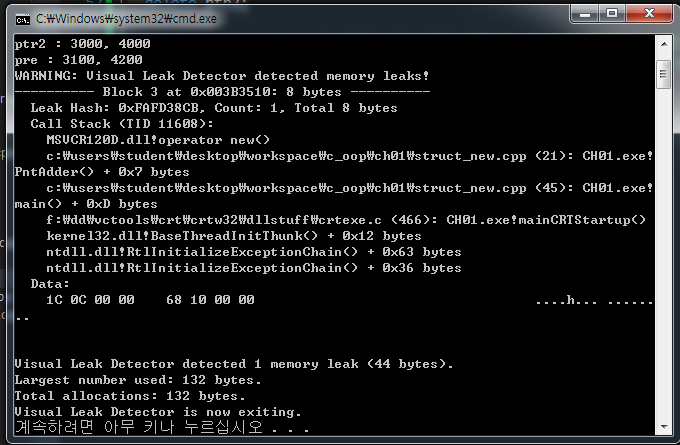 C:₩Windows₩system32₩cmd.exe
ptr2 : 3000, 4000
pre : 3100, 4200
WARNING: Visual Leak Detector detected memory leaks!
---------- Block 3 at 0x003B3510: 8 bytes ----------
  Leak Hash: 0xFAFD38CB, Count: 1, Total 8 bytes
  Call Stack (TID 11608):
    MSVCR120D.dll!operator new()
    c:₩users₩student₩desktop₩workspace₩c_oop₩ch01₩struct_new.cpp (21): CH01.exe!
PntAdder() + 0x7 bytes
    c:₩users₩student₩desktop₩workspace₩c_oop₩ch01₩struct_new.cpp (45): CH01.exe!
main() + 0xD bytes
    f:₩dd₩vctools₩crt₩crtw32₩dllstuff₩crtexe.c (466): CH01.exe!mainCRTStartup()
    kernel32.dll!BaseThreadInitThunk() + 0x12 bytes
    ntdll.dll!RtlInitializeExceptionChain() + 0x63 bytes
    ntdll.dll!RtlInitializeExceptionChain() + 0x36 bytes
  Data:
    1C 0C 00 00    68 10 00 00                                  ....h... ......
..
Visual Leak Detector detected 1 memory leak (44 bytes).
Largest number used: 132 bytes.
Total allocations: 132 bytes.
Visual Leak Detector is now exiting.
계속하려면 아무 키나 누르십시오 . . .